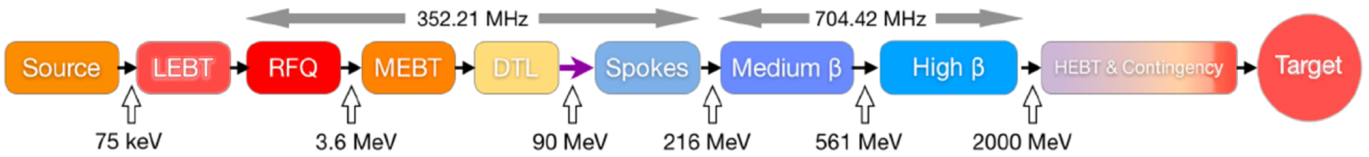 352.21 MHz
704.42 MHz
Source
LEBT
RFQ
MEBT
DTL
Spokes
Medium β
High β
HEBT & Contingency
Target
75 keV
3.6 MeV
90 MeV
216 MeV
561 MeV
2000 MeV